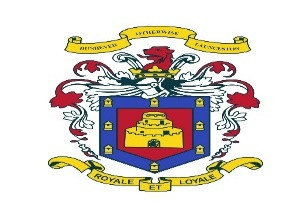 DUNHEVED OTHERWISE LAUNCESTON
ROYALE ET LOYALE